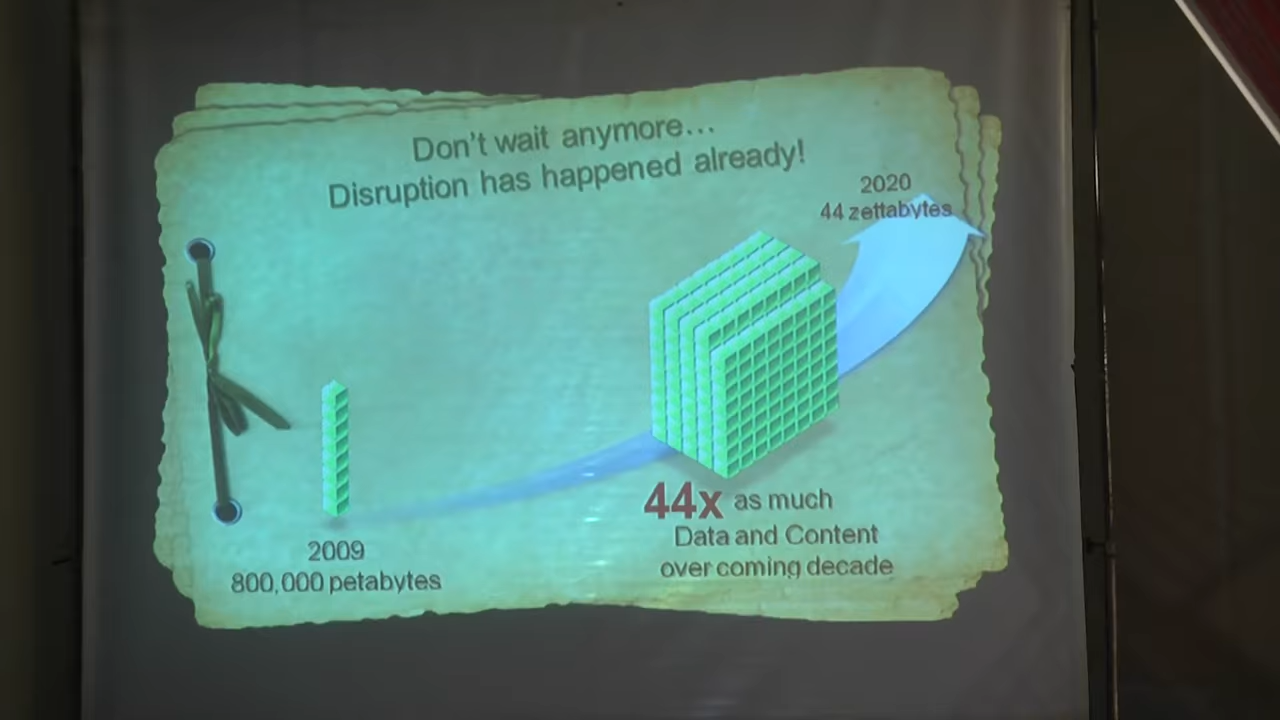 Don't wait anymore...
Disruption has happened already!
2020
44 zettabytes
44x as much
Data and Content
over coming decade
2009
800,000 petabytes